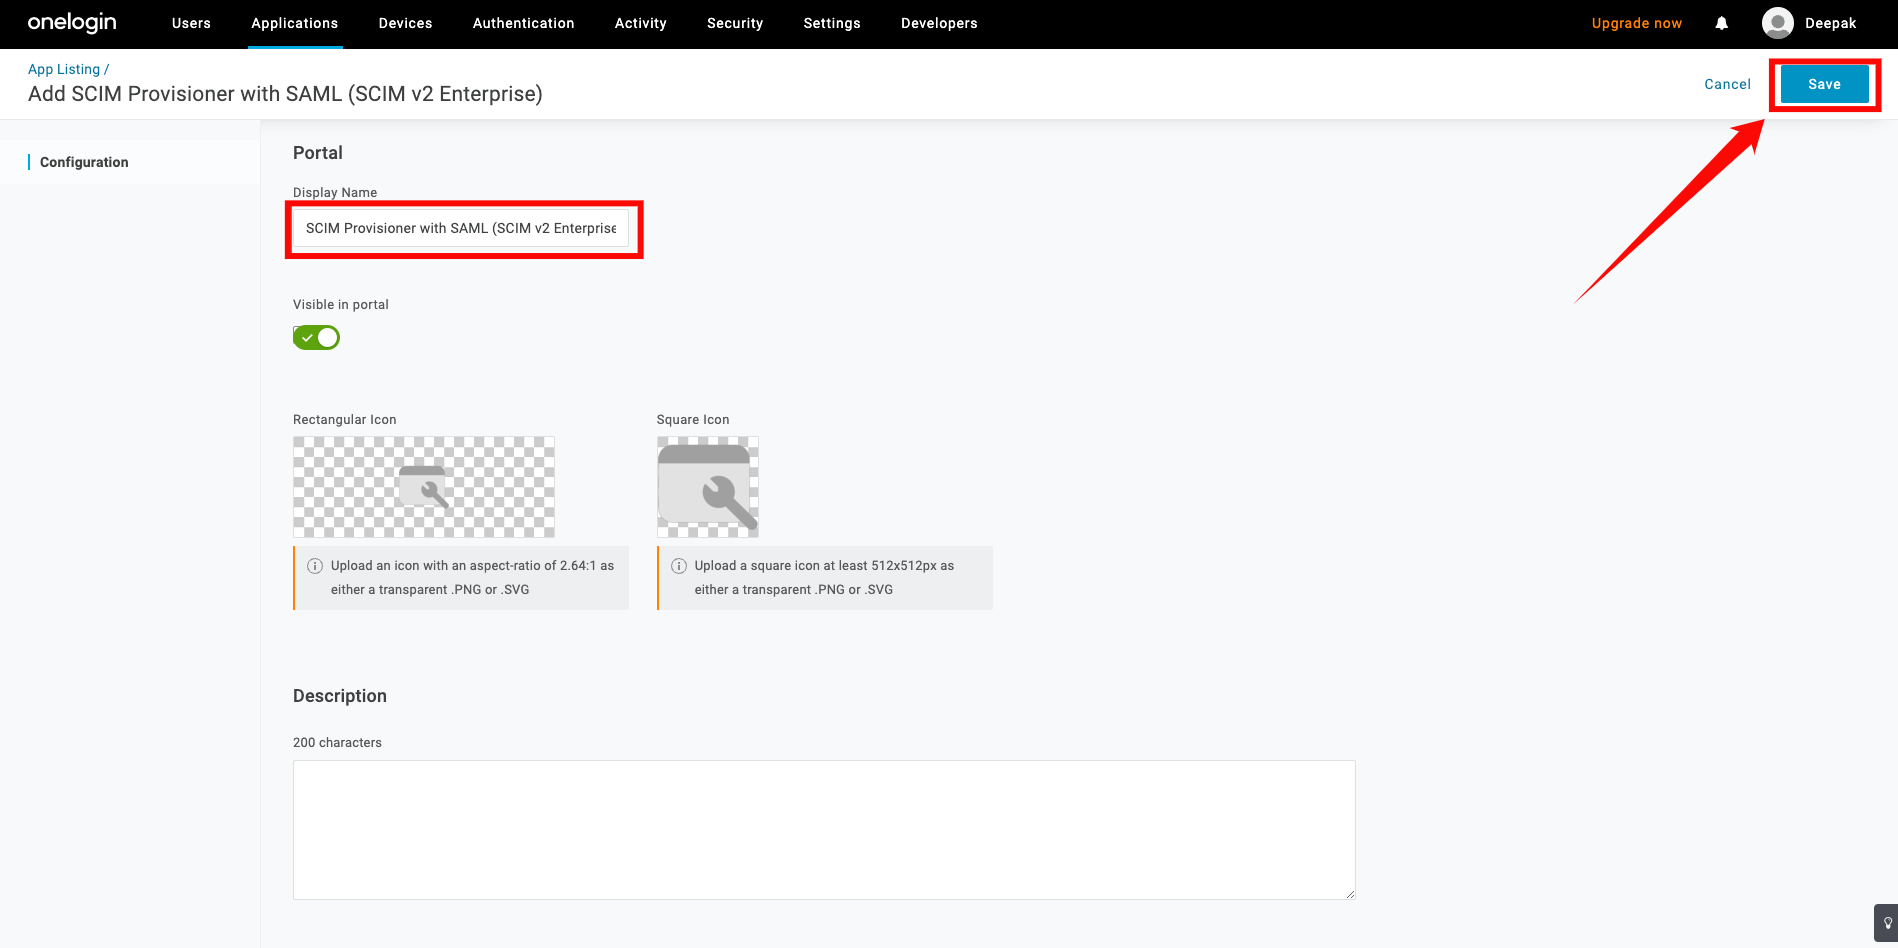 onelogin
Users
Applications
Devices
Authentication
Activity
Security
Settings
Developers
Upgrade now
Deepak
App Listing /
Add SCIM Provisioner with SAML (SCIM v2 Enterprise)
Cancel
Save
Configuration
Portal
Display Name
SCIM Provisioner with SAML (SCIM v2 Enterprise
Visible in portal
Rectangular Icon
Square Icon
Upload an icon with an aspect-ratio of 2.64:1 as
either a transparent .PNG or .SVG
Upload a square icon at least 512x512px as
either a transparent .PNG or .SVG
Description
200 characters